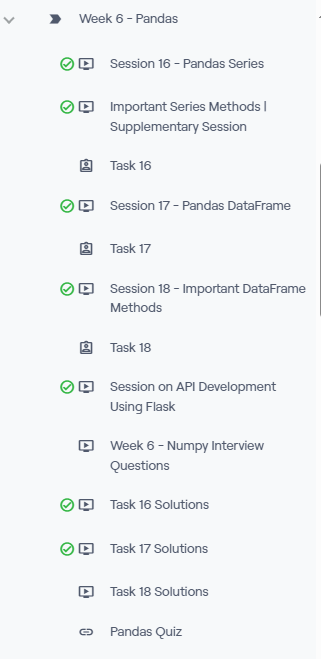 Week 6 - Pandas
Session 16 - Pandas Series
Important Series Methods |
Supplementary Session
Task 16
Session 17 - Pandas DataFrame
Task 17
Session 18 - Important DataFrame
Methods
Task 18
Session on API Development
Using Flask
Week 6 - Numpy Interview
Questions
Task 16 Solutions
Task 17 Solutions
Task 18 Solutions
Pandas Quiz